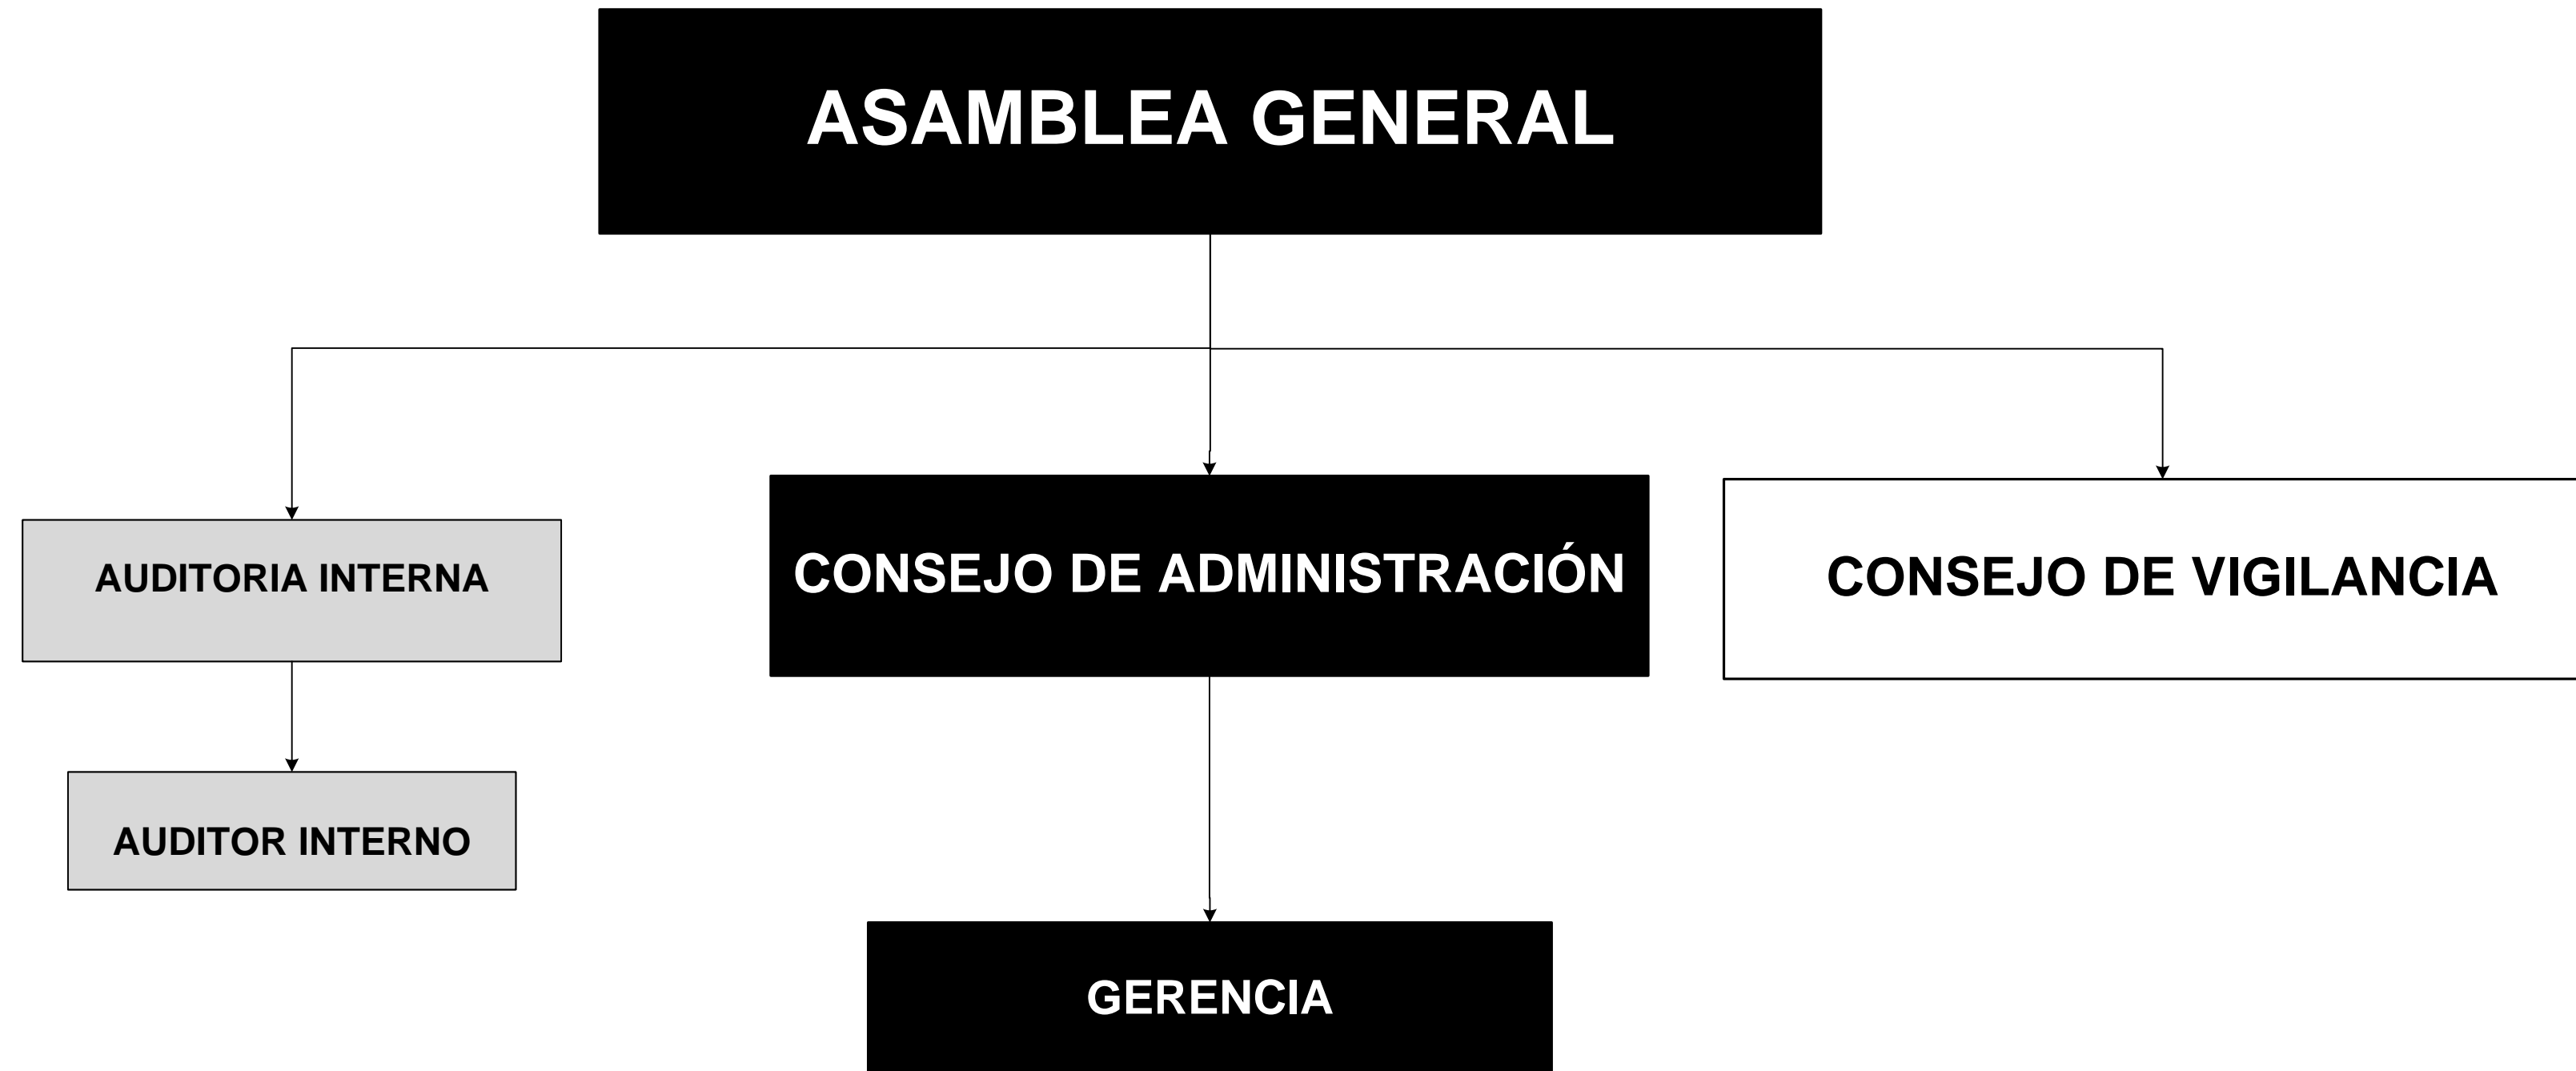 ASAMBLEA GENERAL
AUDITORIA INTERNA
CONSEJO DE ADMINISTRACIÓN
CONSEJO DE VIGILANCIA
AUDITOR INTERNO
GERENCIA